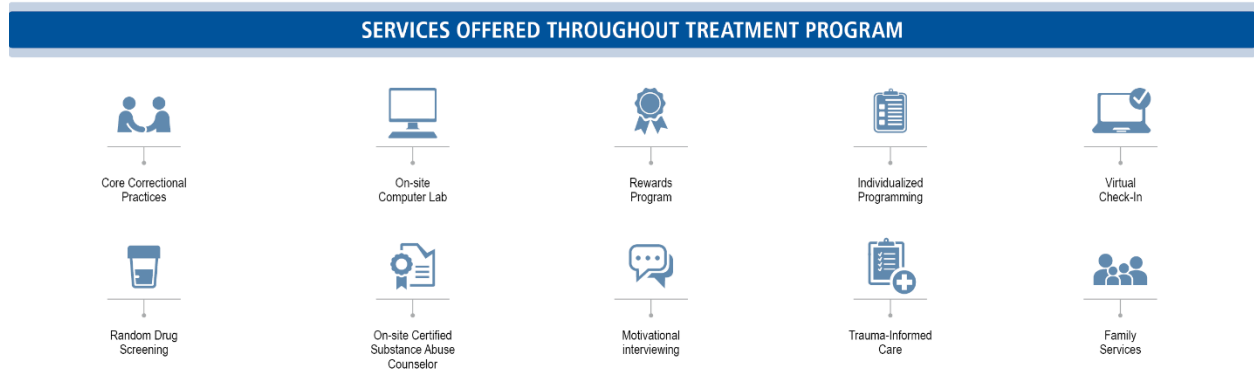 SERVICES OFFERED THROUGHOUT TREATMENT PROGRAM
Core Correctional
Practices
On-site
Computer Lab
Rewards
Program
Individualized
Programming
Virtual
Check-In
Random Drug
Screening
On-site Certified
Substance Abuse
Counselor
Motivational
interviewing
Trauma-Informed
Care
Family
Services